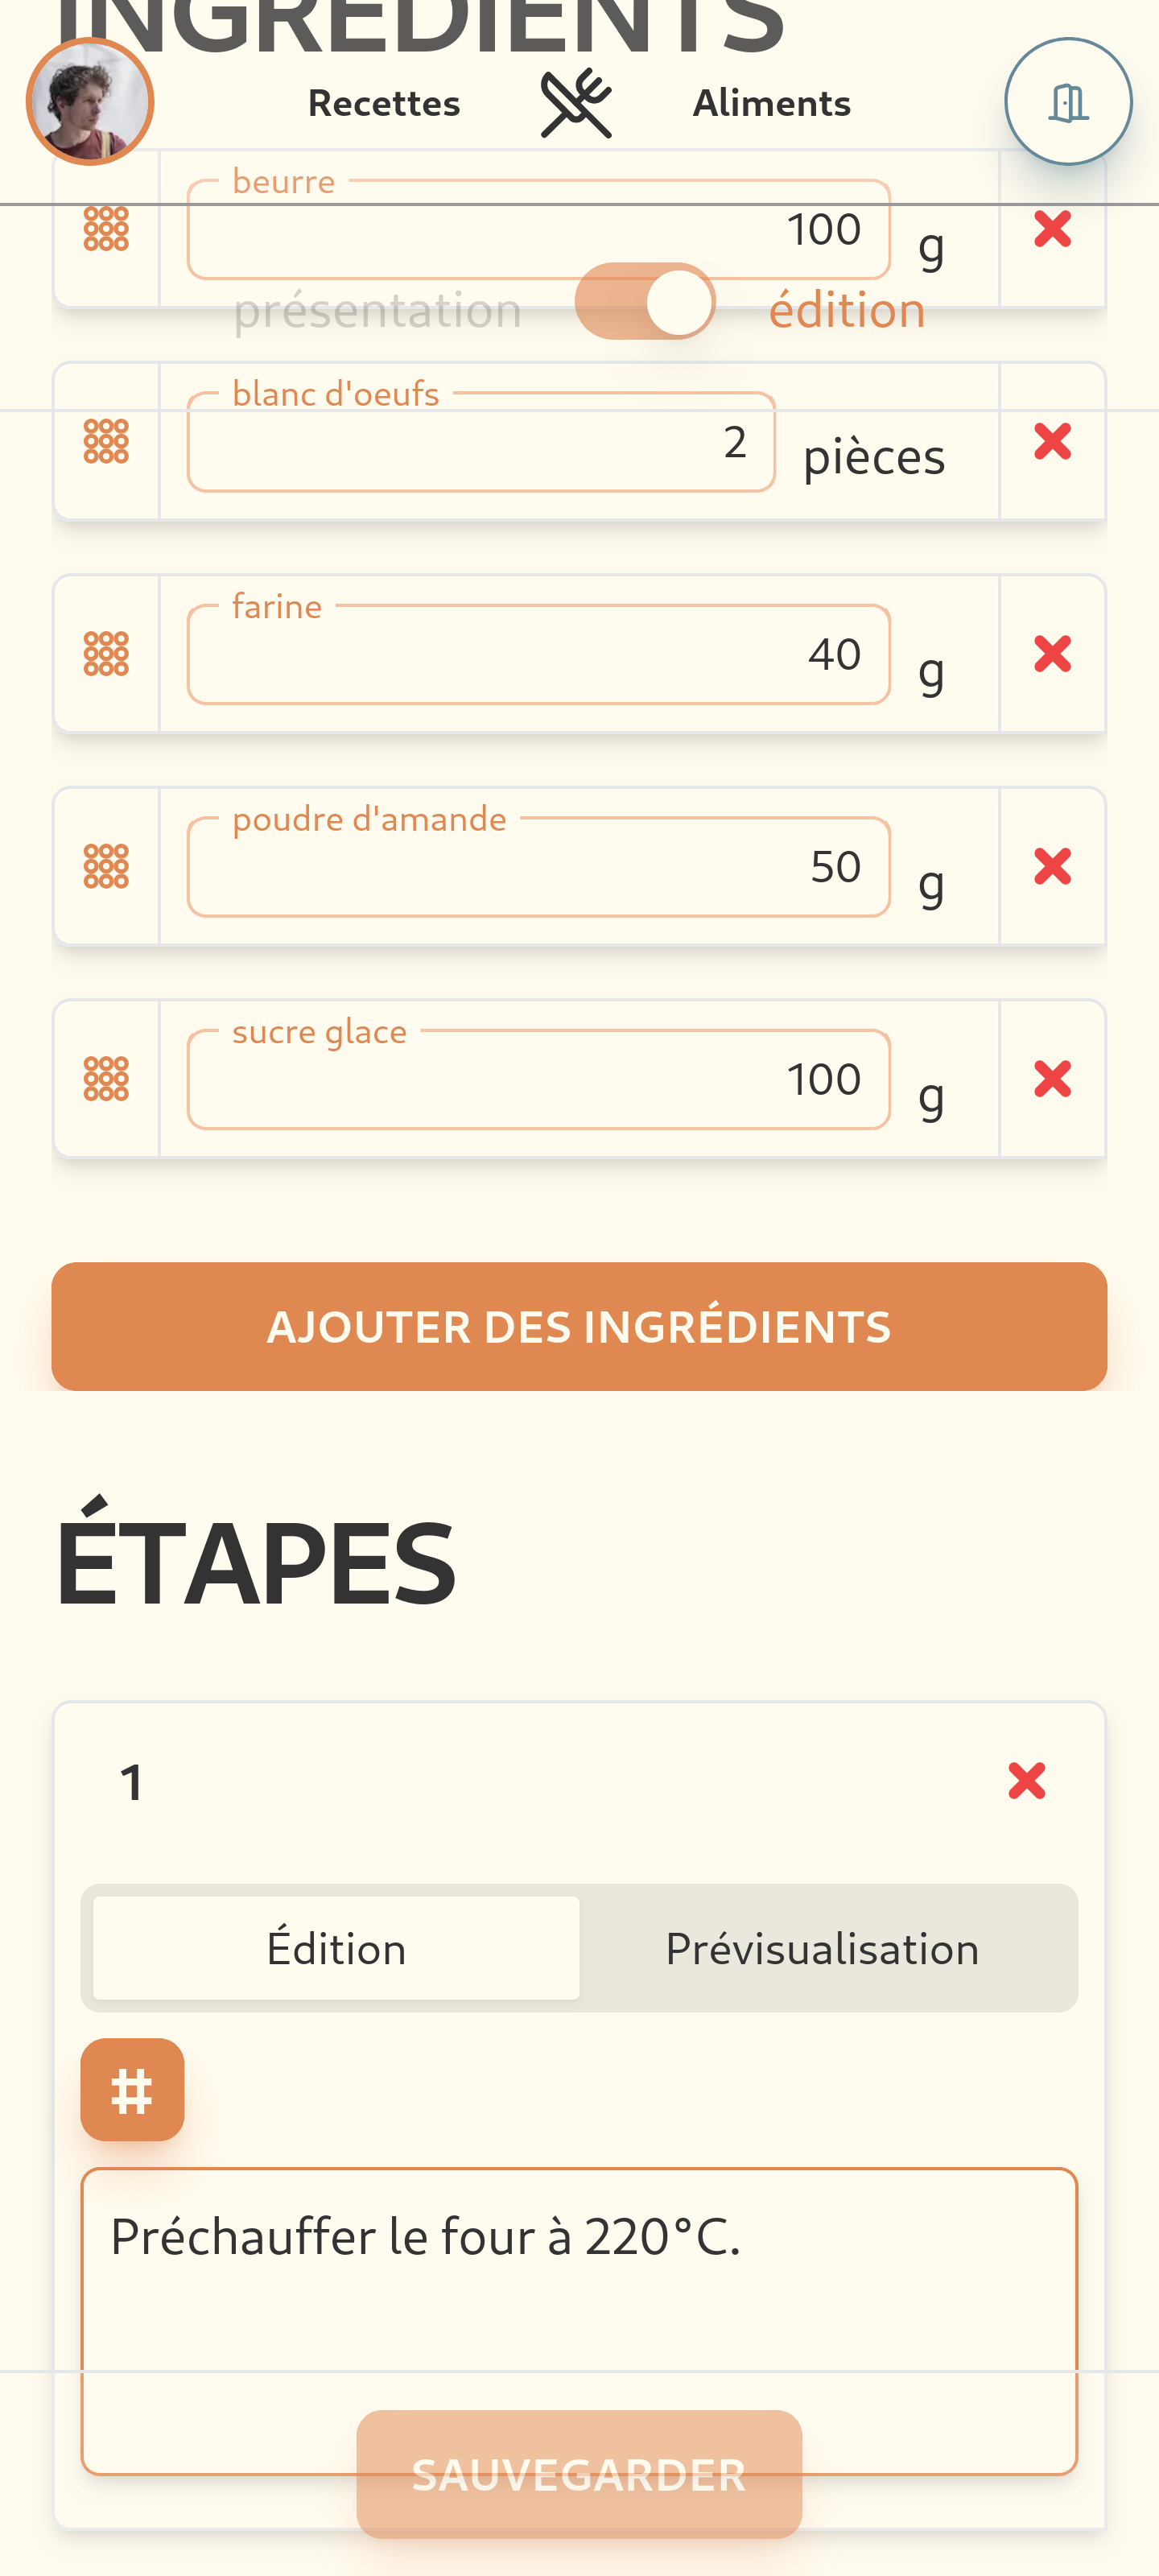 INGRÉDIENTS
Recettes
Aliments
beurre
100 g
présentation
édition
blanc d'oeufs
2 pièces
farine
40 g
poudre d'amande
50 g
sucre glace
100 g
AJOUTER DES INGRÉDIENTS
ÉTAPES
1
Édition
Prévisualisation
#
Préchauffer le four à 220°C.
SAUVEGARDER